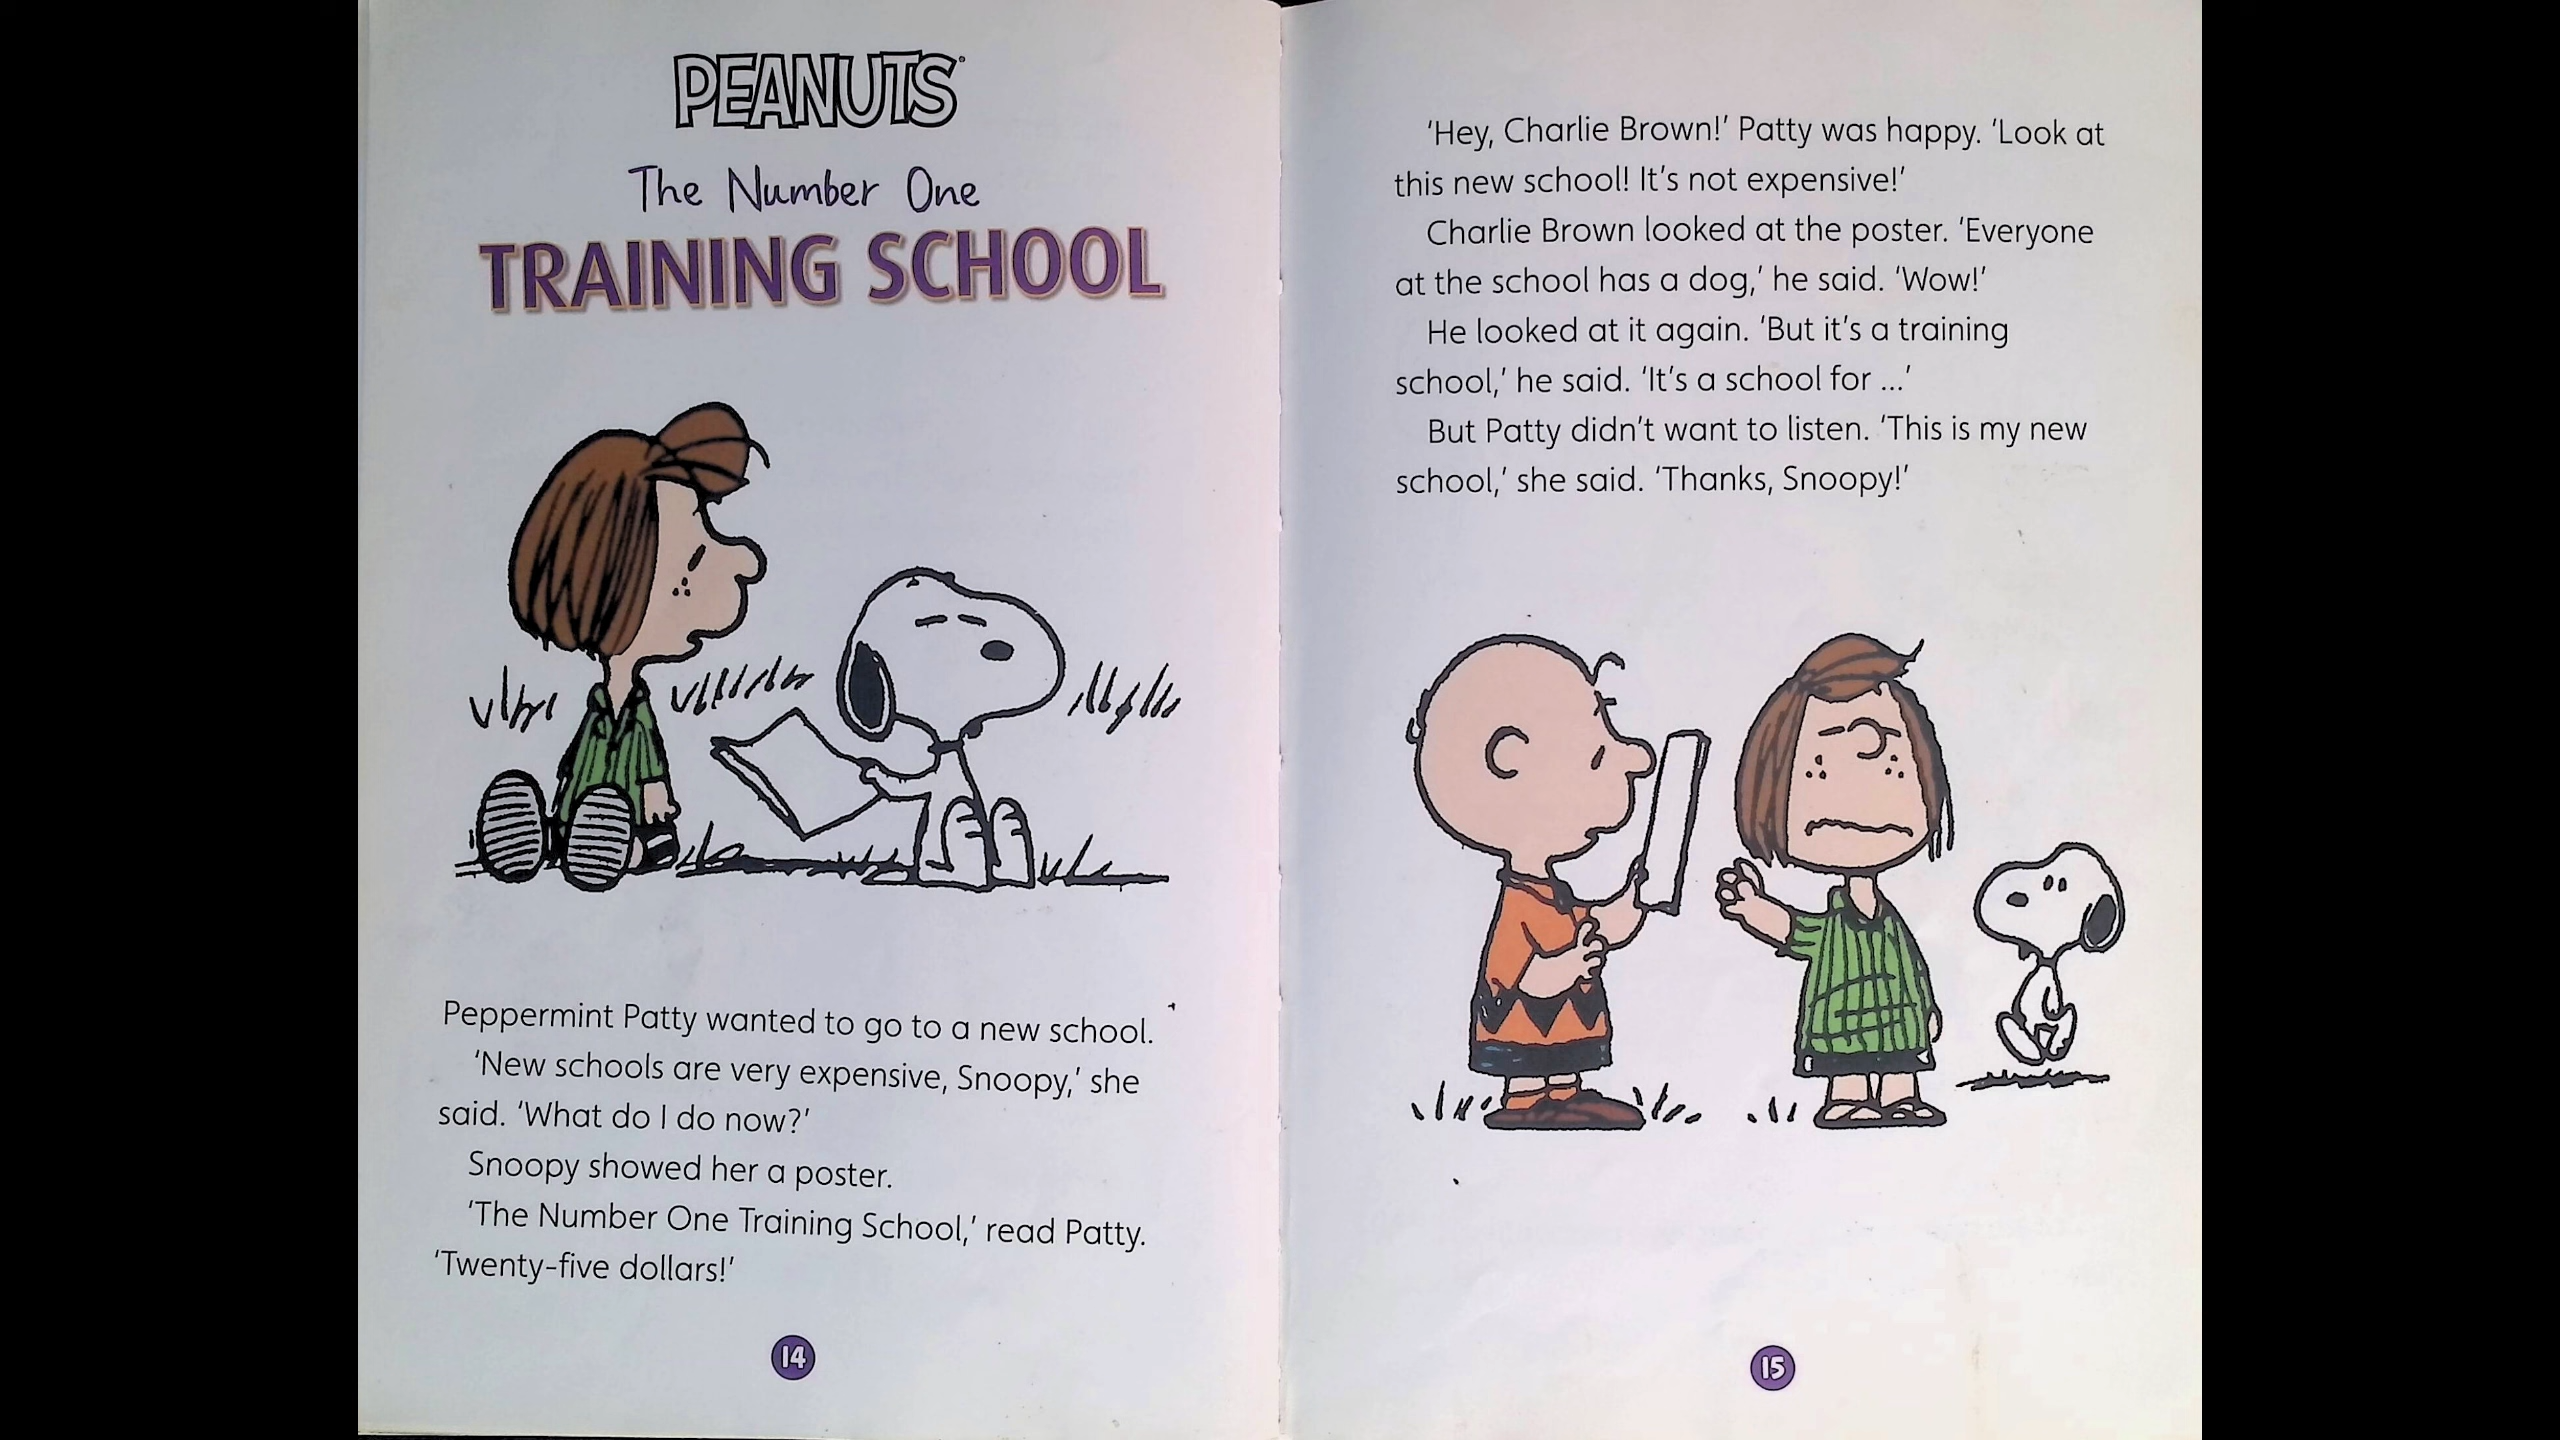 PEANUTS
The Number One
TRAINING SCHOOL
Peppermint Patty wanted to go to a new school.
‘New schools are very expensive, Snoopy,’ she
said. ‘What do I do now?’
Snoopy showed her a poster.
‘The Number One Training School,’ read Patty.
‘Twenty-five dollars!’
14
‘Hey, Charlie Brown!’ Patty was happy. ‘Look at
this new school! It’s not expensive!’
Charlie Brown looked at the poster. ‘Everyone
at the school has a dog,’ he said. ‘Wow!’
He looked at it again. ‘But it’s a training
school,’ he said. ‘It’s a school for ...’
But Patty didn’t want to listen. ‘This is my new
school,’ she said. ‘Thanks, Snoopy!’
15